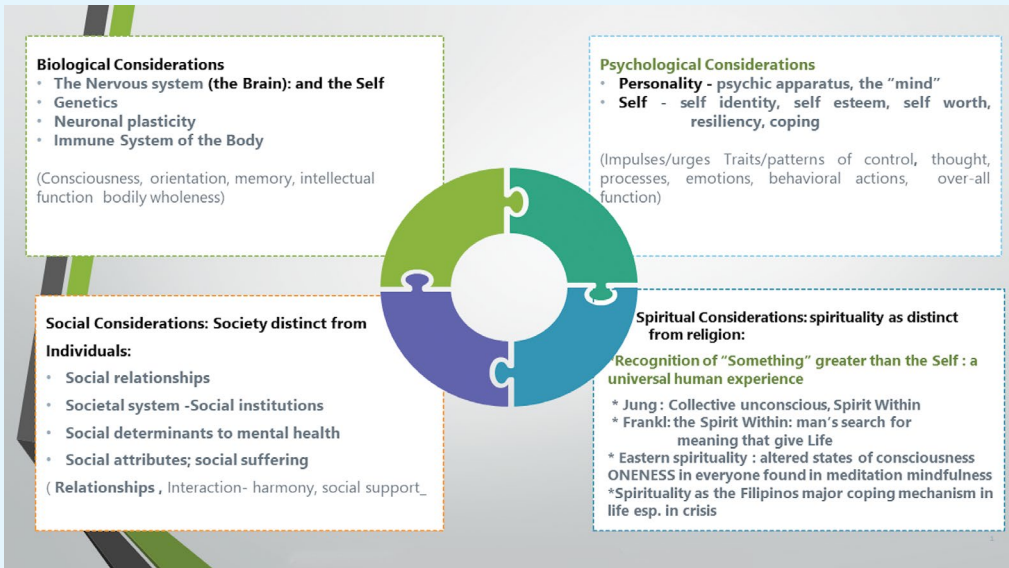 Biological Considerations
• The Nervous system (the Brain): and the Self
• Genetics
• Neuronal plasticity
• Immune System of the Body
(Consciousness, orientation, memory, intellectual
function bodily wholeness)
Psychological Considerations
• Personality - psychic apparatus, the “mind”
• Self - self identity, self esteem, self worth,
resiliency, coping
(Impulses/urges Traits/patterns of control, thought,
processes, emotions, behavioral actions, over-all
function)
Social Considerations: Society distinct from
Individuals:
• Social relationships
• Societal system -Social institutions
• Social determinants to mental health
• Social attributes; social suffering
( Relationships , Interaction- harmony, social support_
Spiritual Considerations: spirituality as distinct
from religion:
*Recognition of “Something” greater than the Self : a
universal human experience
* Jung : Collective unconscious, Spirit Within
* Frankl: the Spirit Within: man’s search for
meaning that give Life
* Eastern spirituality : altered states of consciousness
ONENESS in everyone found in meditation mindfulness
*Spirituality as the Filipinos major coping mechanism in
life esp. in crisis